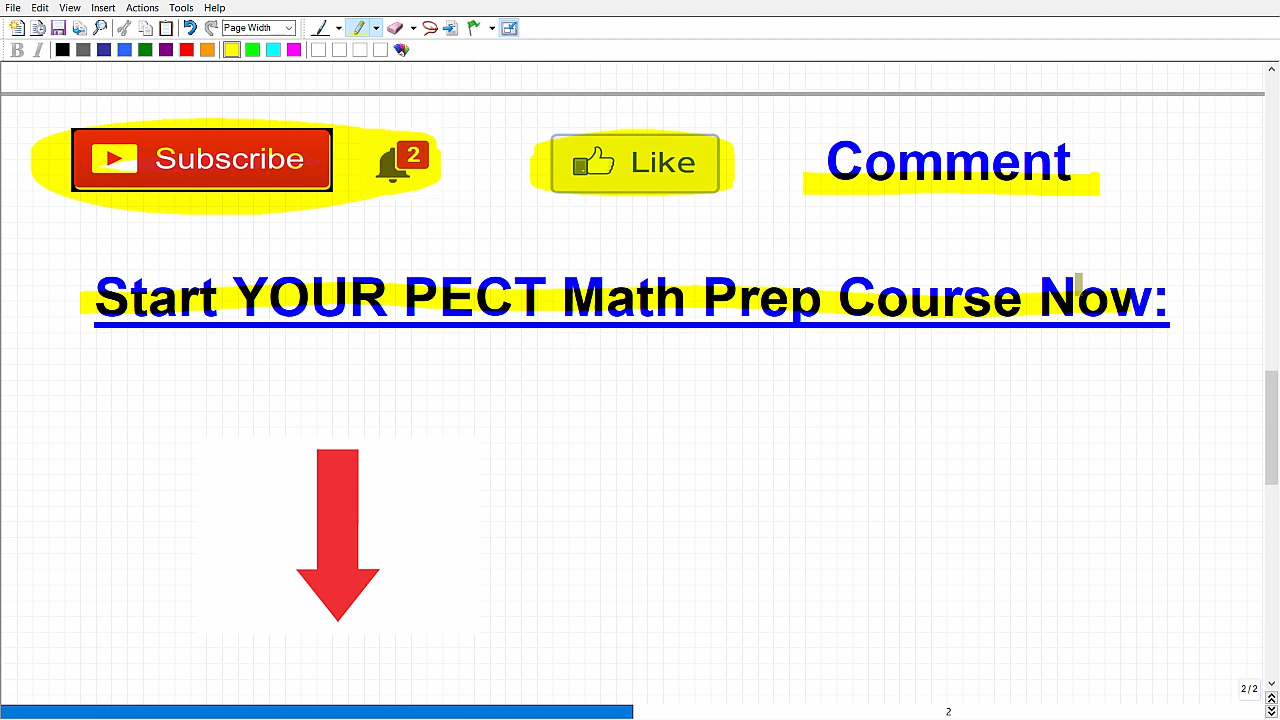 File Edit View Insert Actions Tools Help
Page Width
B I
Subscribe 2 Like Comment
Start YOUR PECT Math Prep Course Now:
2/2
2